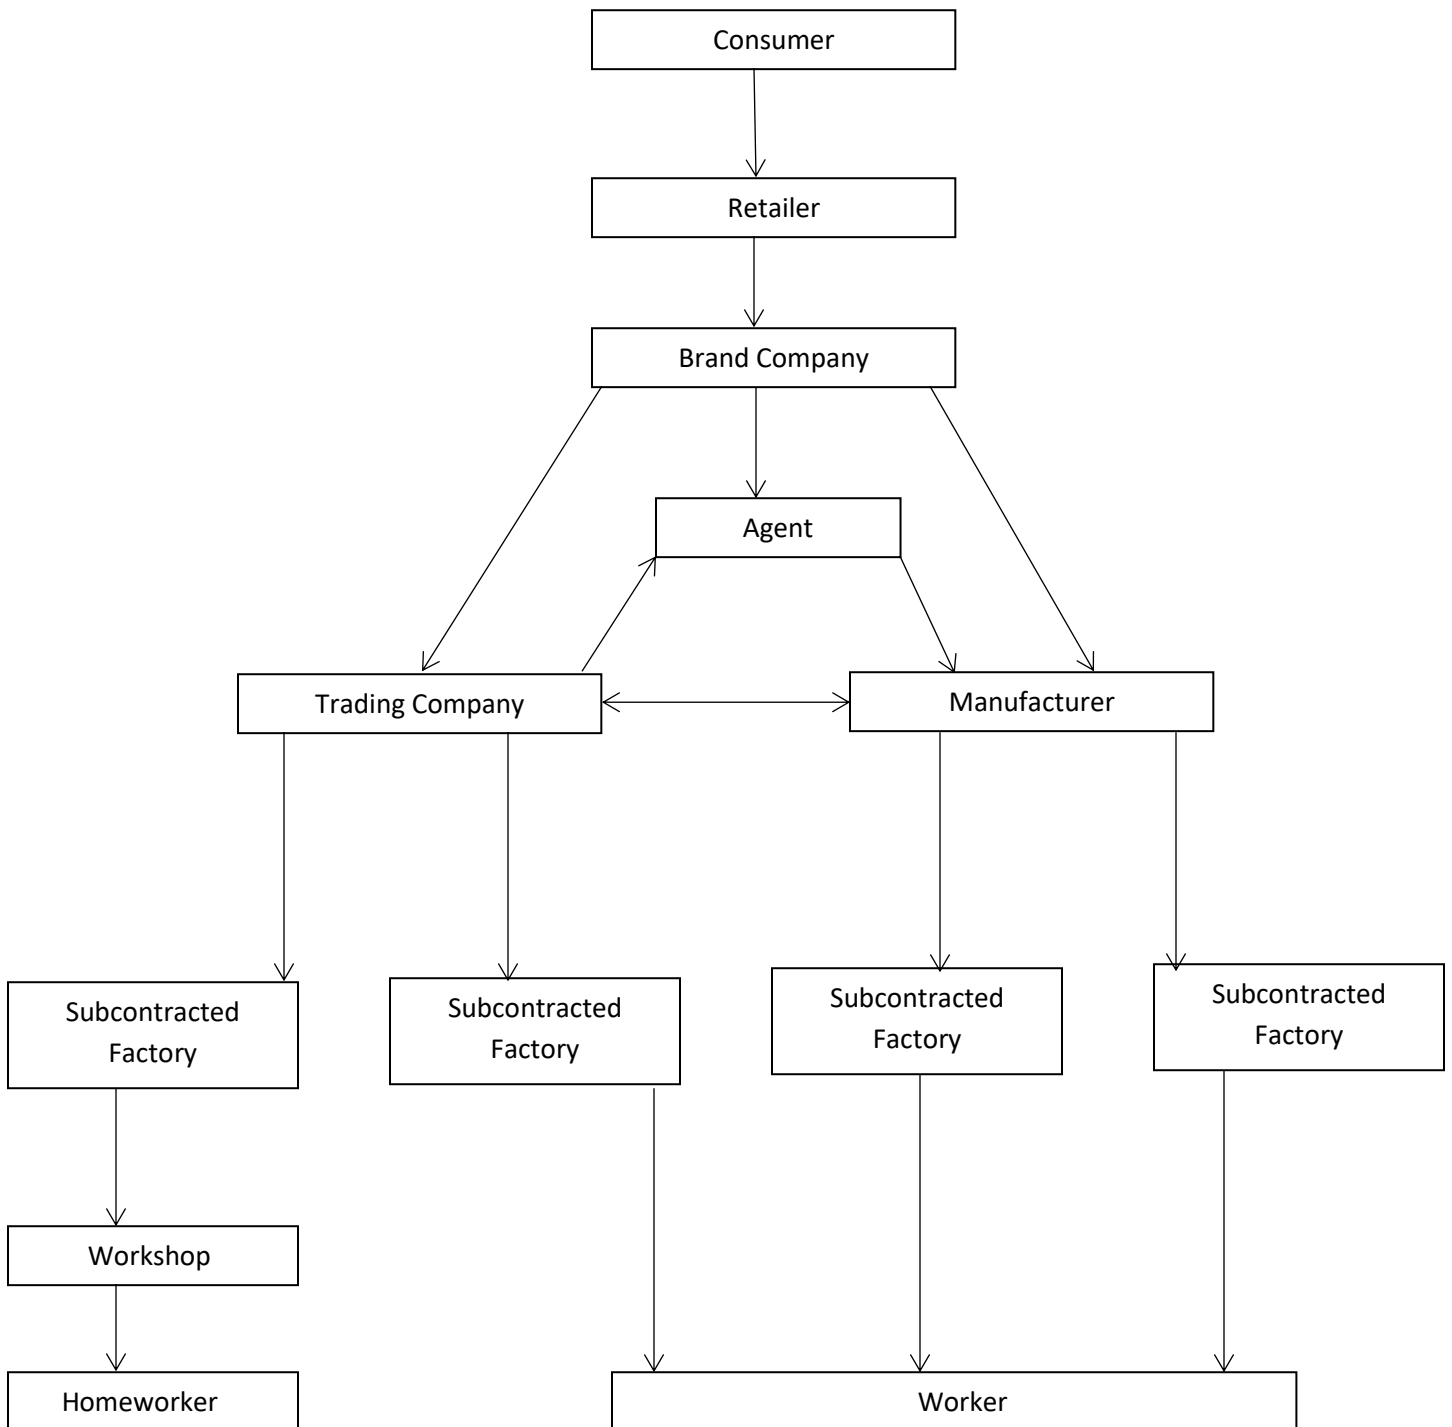 Consumer
Retailer
Brand Company
Agent
Trading Company
Manufacturer
Subcontracted
Factory
Subcontracted
Factory
Subcontracted
Factory
Subcontracted
Factory
Workshop
Homeworker
Worker